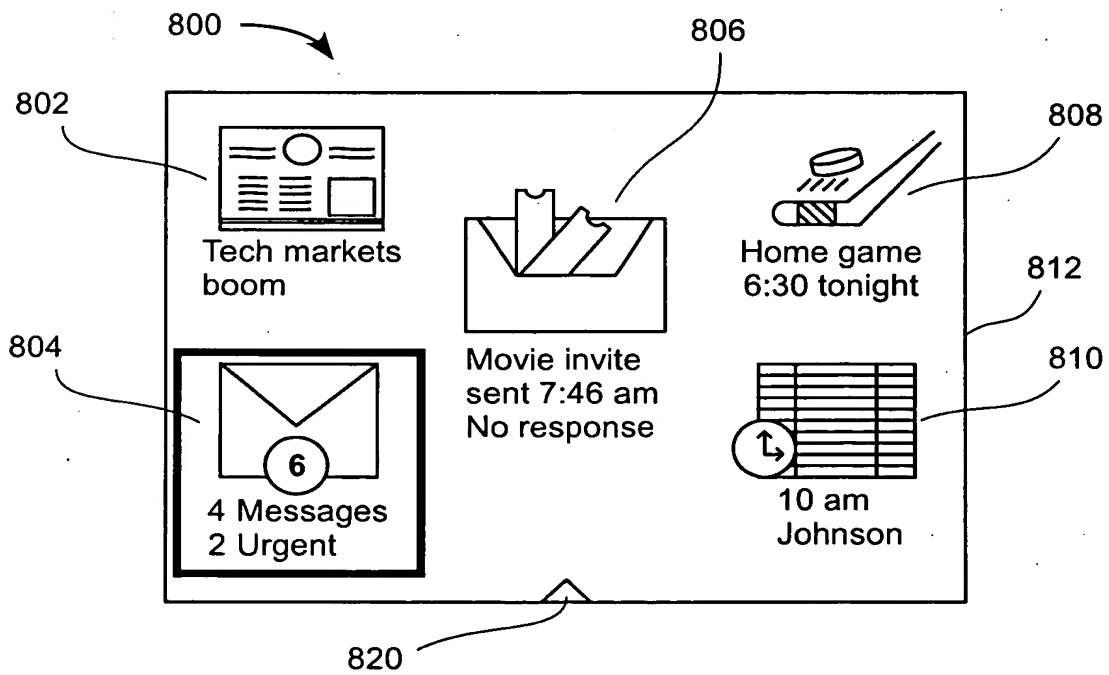 800
806
802
808
Tech markets
boom
Home game
6:30 tonight
812
804
Movie invite
sent 7:46 am
No response
810
6
4 Messages
2 Urgent
10 am
Johnson
820